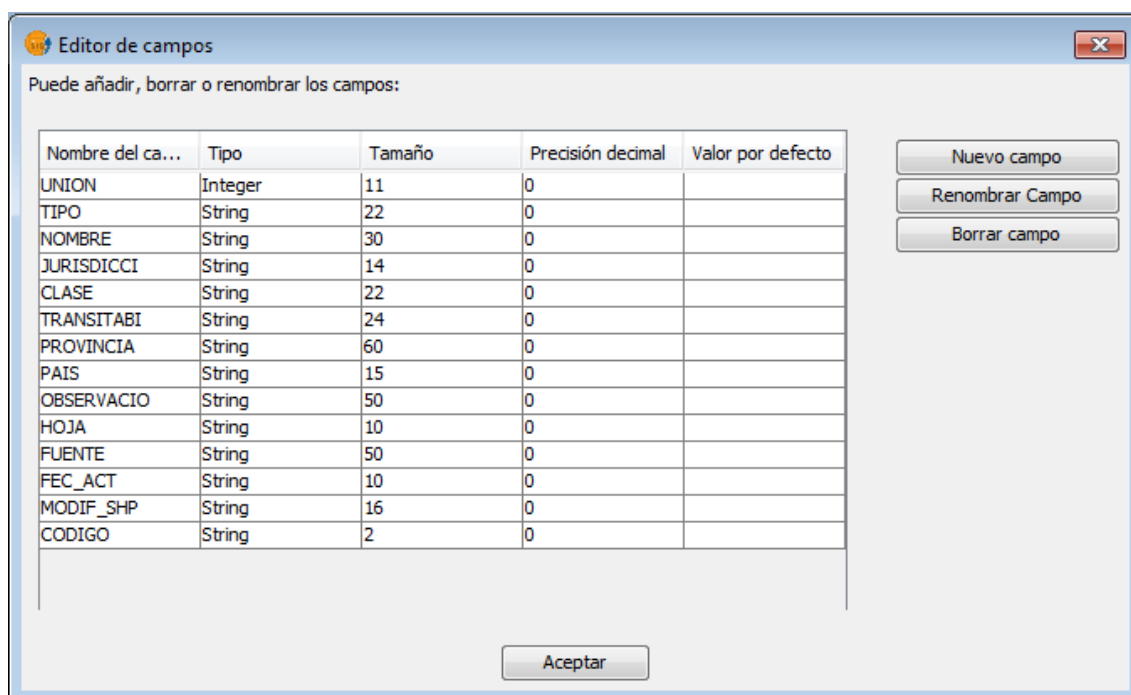 Editor de campos
Puede añadir, borrar o renombrar los campos:
Nombre del ca... Tipo Tamaño Precisión decimal Valor por defecto
UNION Integer 11 0
TIPO String 22 0
NOMBRE String 30 0
JURISDICCI String 14 0
CLASE String 22 0
TRANSITABI String 24 0
PROVINCIA String 60 0
PAIS String 15 0
OBSERVACIO String 50 0
HOJA String 10 0
FUENTE String 50 0
FEC_ACT String 10 0
MODIF_SHP String 16 0
CODIGO String 2 0
Nuevo campo
Renombrar Campo
Borrar campo
Aceptar